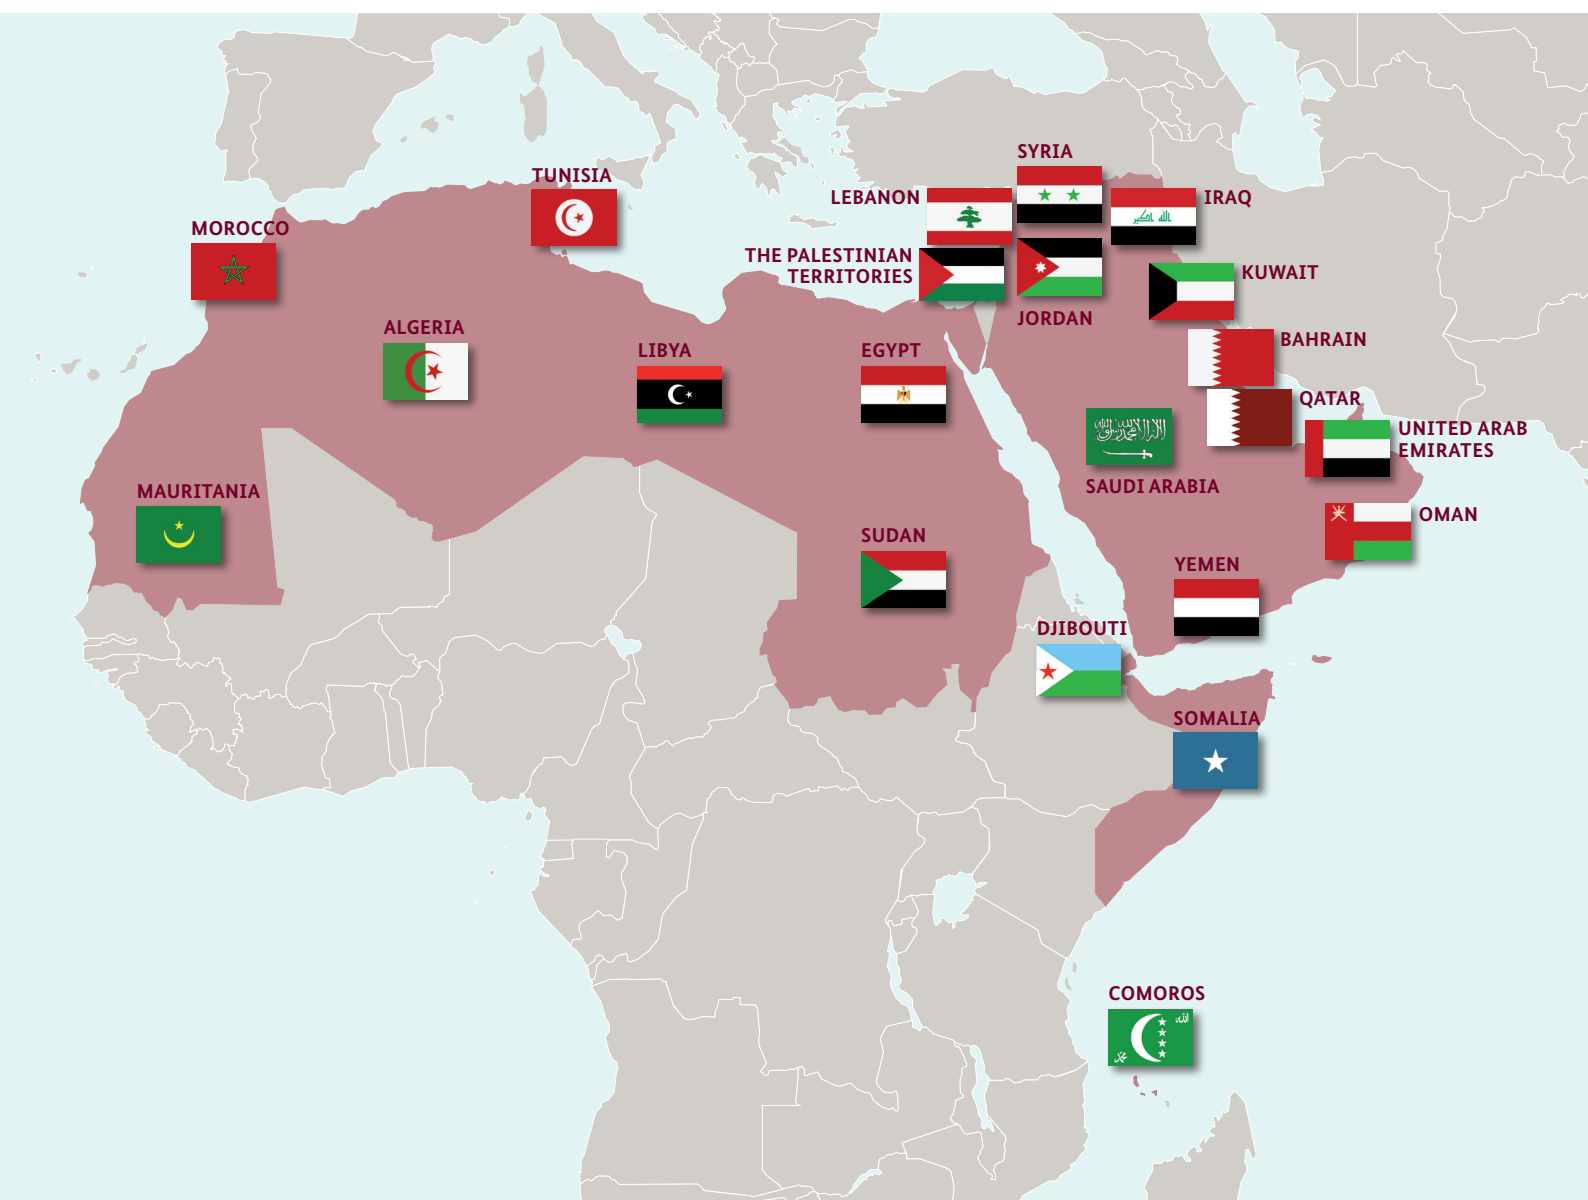 SYRIA
TUNISIA
LEBANON
IRAQ
MOROCCO
THE PALESTINIAN
TERRITORIES
KUWAIT
JORDAN
ALGERIA
BAHRAIN
LIBYA
EGYPT
QATAR
UNITED ARAB
EMIRATES
SAUDI ARABIA
MAURITANIA
OMAN
SUDAN
YEMEN
DJIBOUTI
SOMALIA
COMOROS